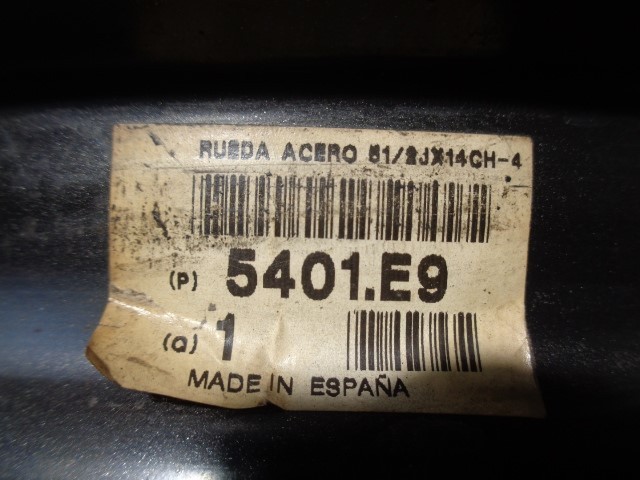 RUEDA ACERO 51/2JX14CH-4
(P) 5401.E9
(Q) 1
MADE IN ESPAÑA